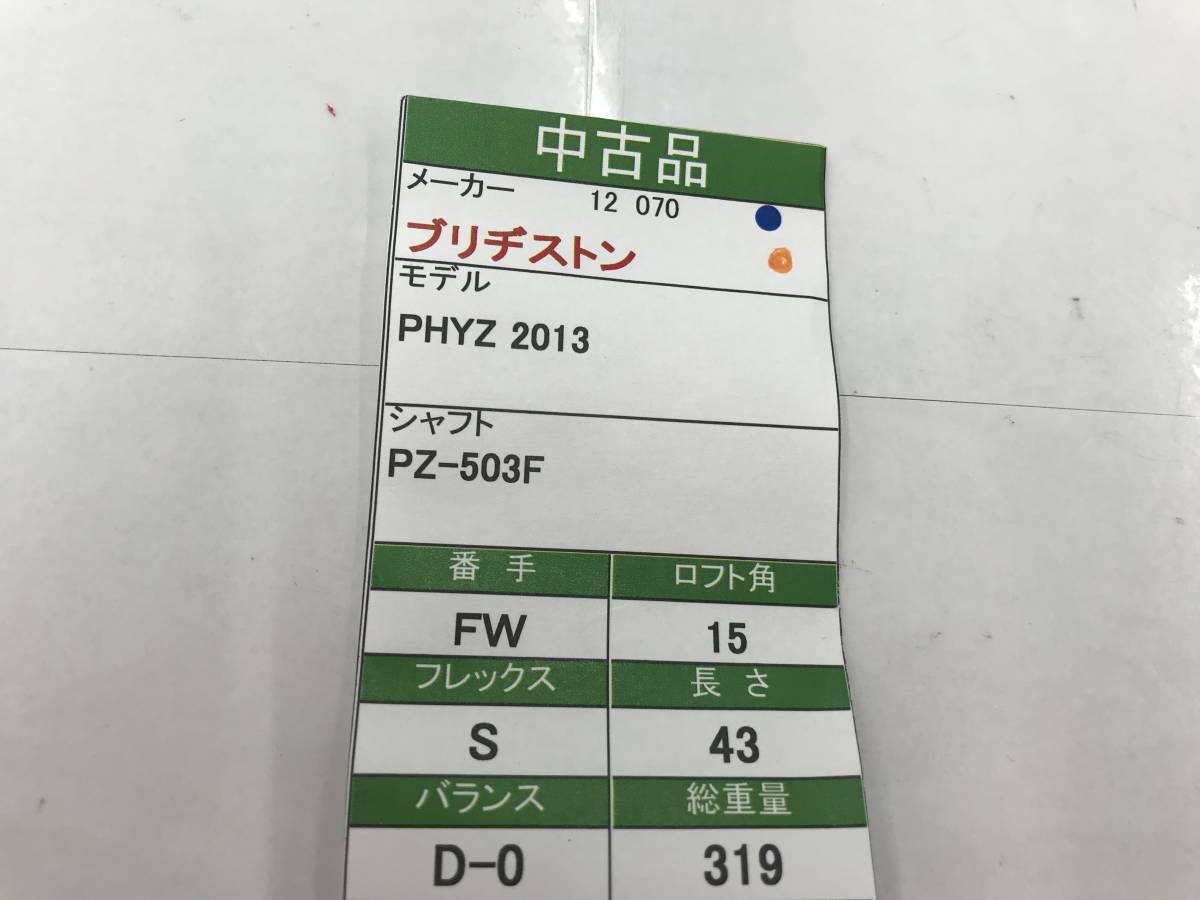 中古品
メーカー 12 070
ブリヂストン
モデル
PHYZ 2013
シャフト
PZ-503F
番 手 ロフト角
FW 15
フレックス 長 さ
S 43
バランス 総重量
D-0 319